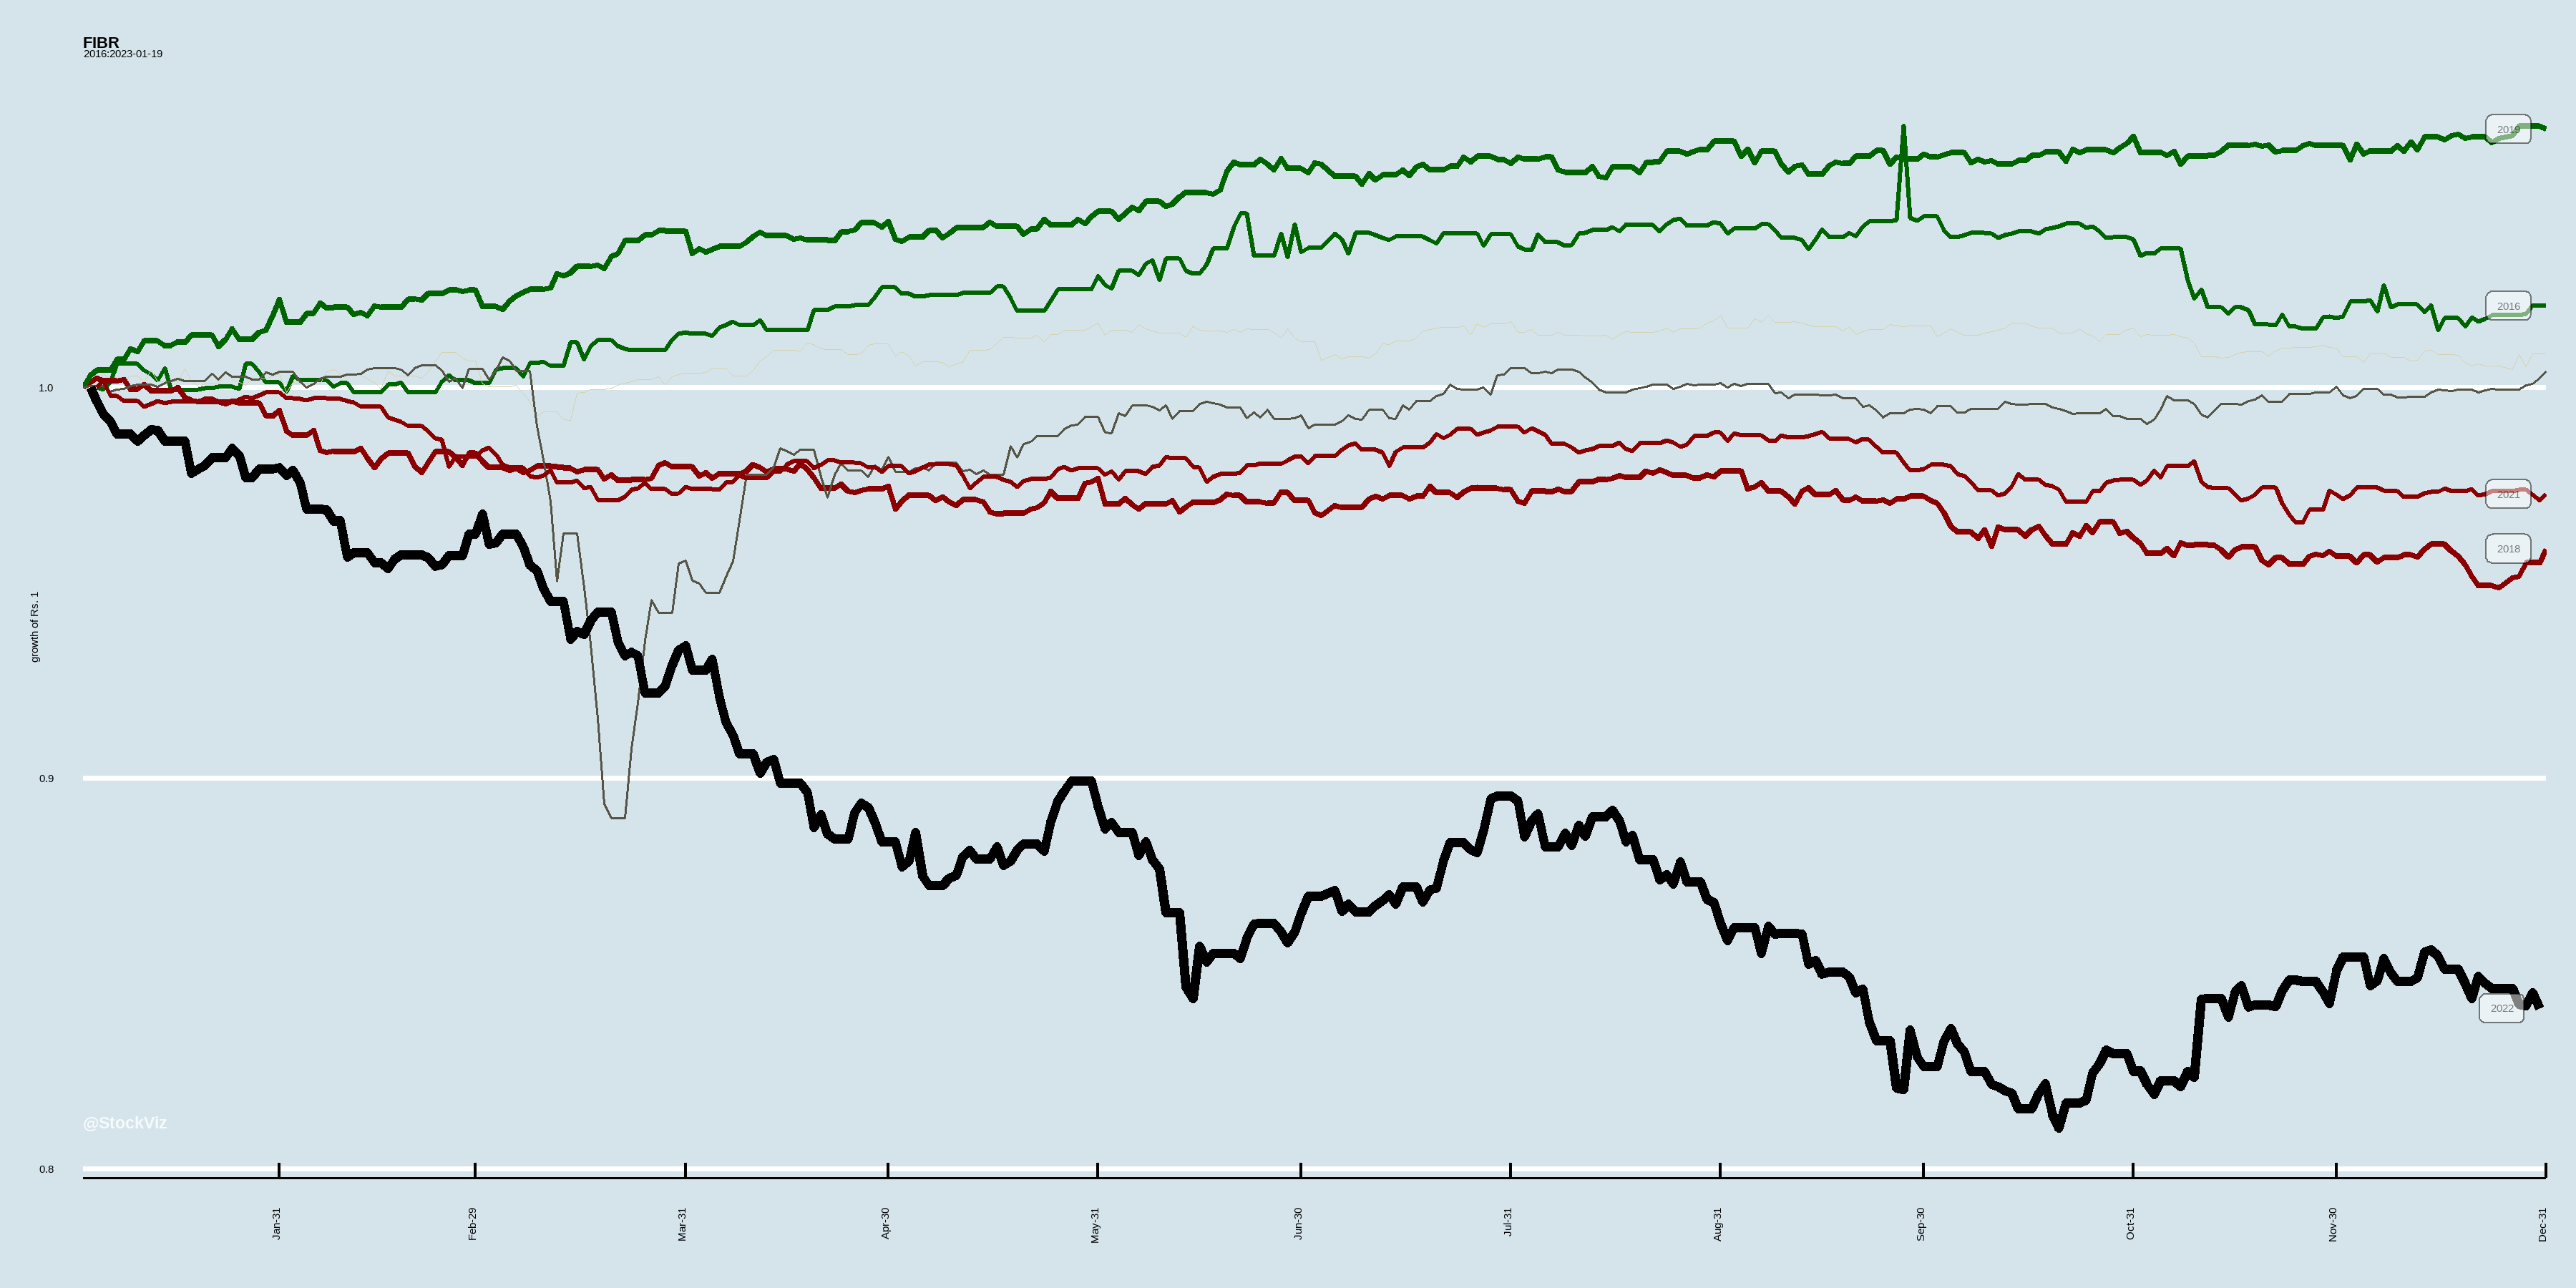 FIBR
2016:2023-01-19
2019
2016
1.0
2021
2018
growth of Rs. 1
0.9
2022
@StockViz
0.8
Jan-31
Feb-29
Mar-31
Apr-30
May-31
Jun-30
Jul-31
Aug-31
Sep-30
Oct-31
Nov-30
Dec-31